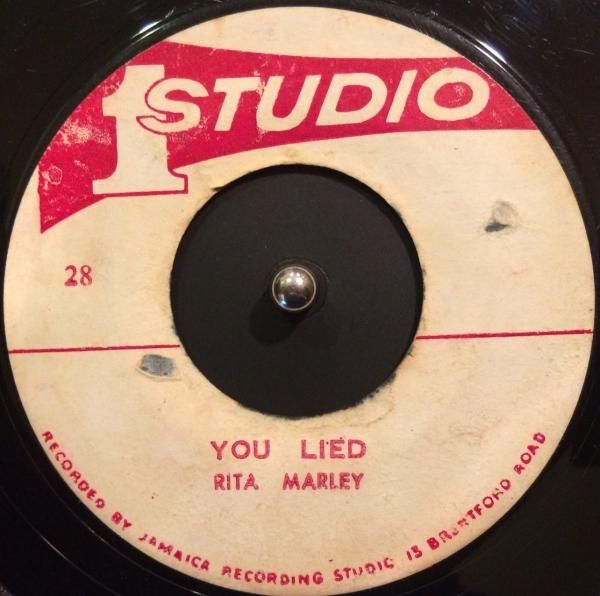 1 STUDIO
28
YOU LIED
RITA MARLEY
RECORDED BY JAMAICA RECORDING STUDIO 13 BRENTFORD ROAD